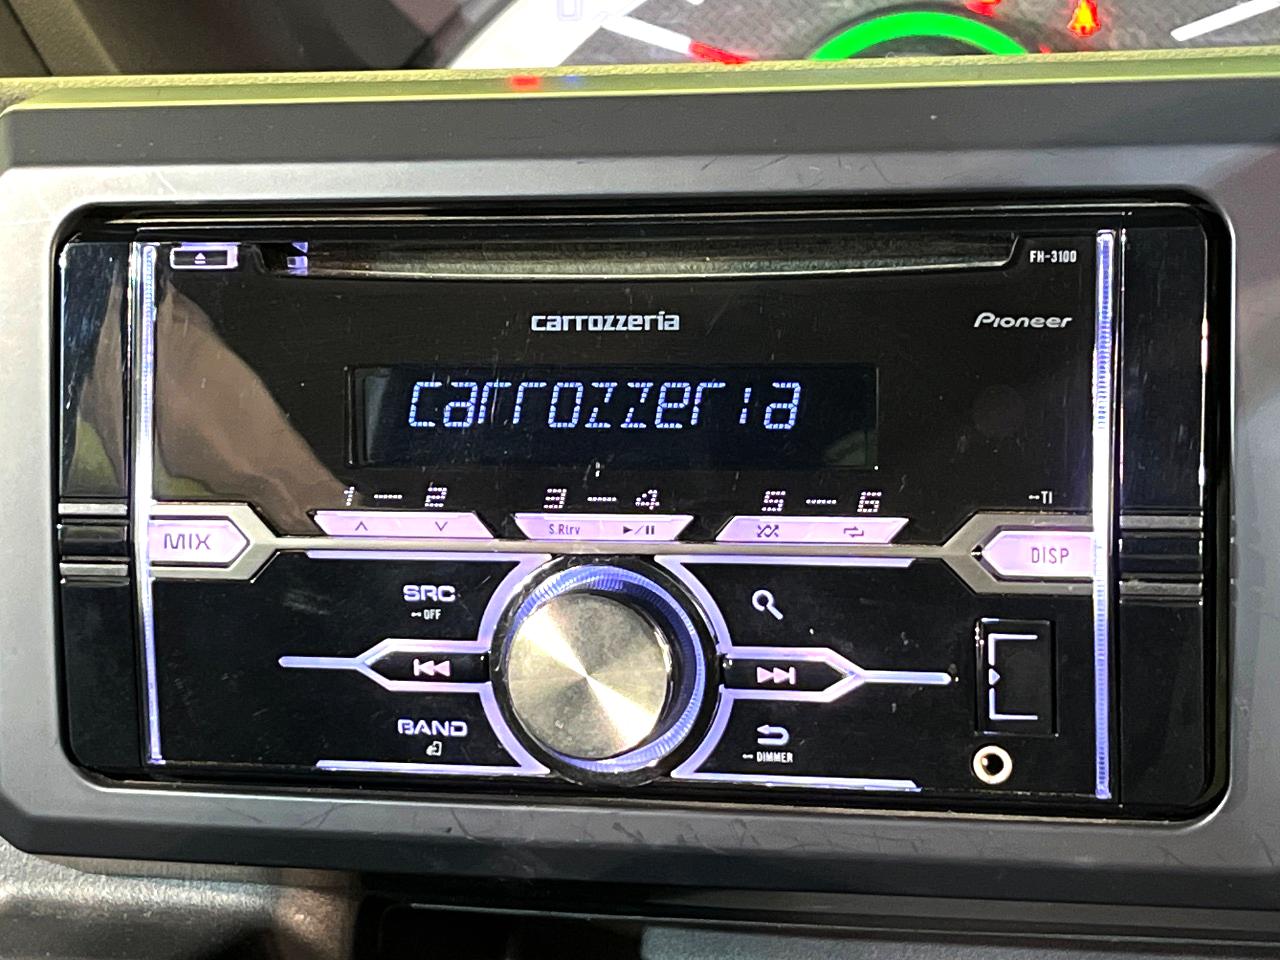 FH-3100
carrozzeria
Pioneer
carrozzeria
1 2 3 4 5 6
TI
MIX
S.Rtrv
DISP
SRC
OFF
BAND
DIMMER